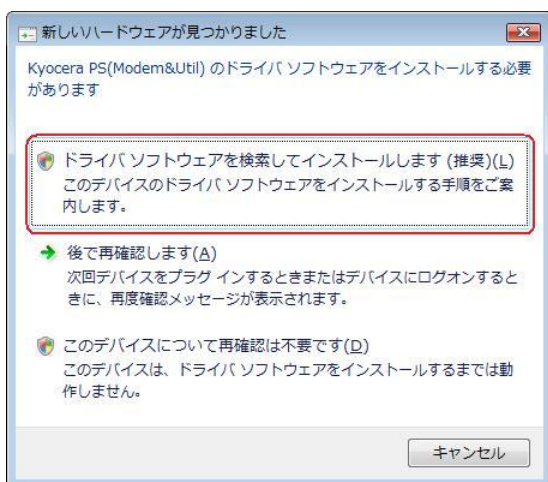 新しいハードウェアが見つかりました
Kyocera PS(Modem&Util) のドライバ ソフトウェアをインストールする必要
があります
ドライバ ソフトウェアを検索してインストールします (推奨)(L)
このデバイスのドライバ ソフトウェアをインストールする手順をご案
内します。
後で再確認します(A)
次回デバイスをプラグ インするときまたはデバイスにログオンすると
きに、再度確認メッセージが表示されます。
このデバイスについて再確認は不要です(D)
このデバイスは、ドライバ ソフトウェアをインストールするまでは動
作しません。
キャンセル